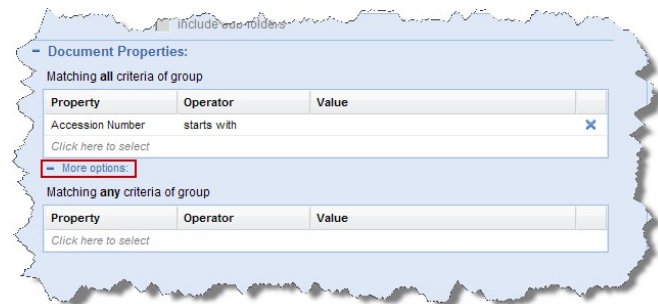 include sub-folders
Document Properties:
Matching all criteria of group
Property Operator Value
Accession Number starts with
Click here to select
More options:
Matching any criteria of group
Property Operator Value
Click here to select